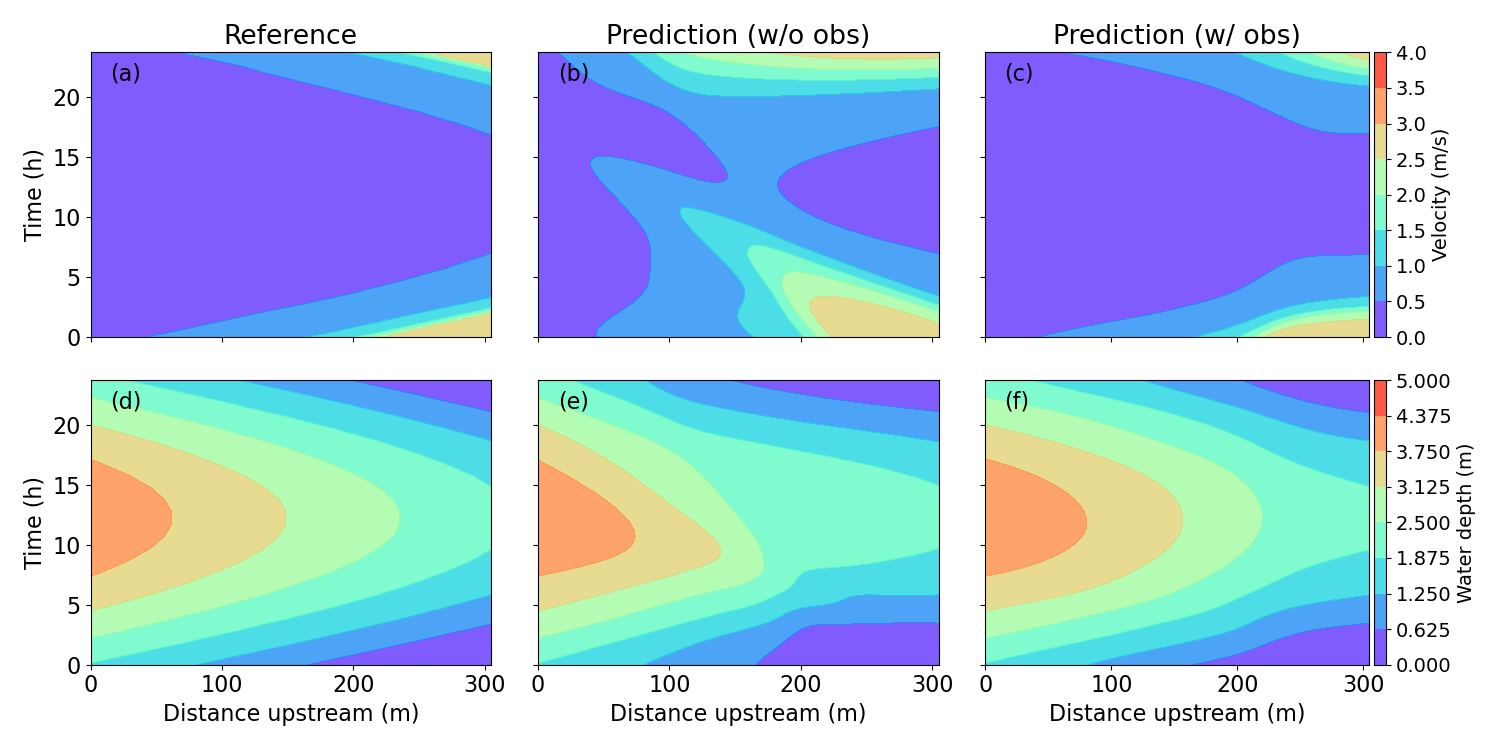 Reference
Prediction (w/o obs)
Prediction (w/ obs)
(a)
(b)
(c)
Time (h)
20
15
10
5
0
4.0
3.5
3.0
2.5
2.0
1.5
1.0
0.5
0.0
Velocity (m/s)
(d)
(e)
(f)
Time (h)
20
15
10
5
0
5.000
4.375
3.750
3.125
2.500
1.875
1.250
0.625
0.000
Water depth (m)
0 100 200 300
0 100 200 300
0 100 200 300
Distance upstream (m)
Distance upstream (m)
Distance upstream (m)